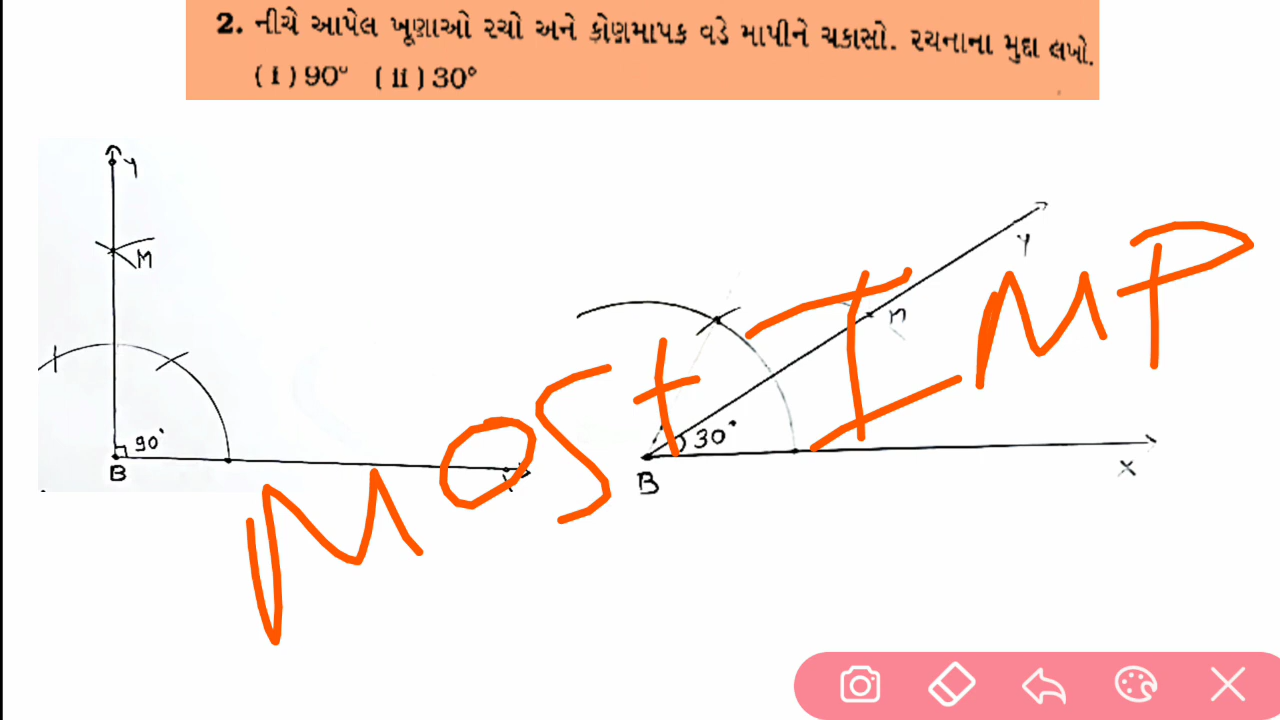 2. નીચે આપેલ ખૂણાઓ રચો અને કોણમાપક વડે માપીને ચકાસો. રચનાના મુદ્દા લખો.
(i) 90° (ii) 30°
Y
M
90°
B
Y
M
30°
B
X
MOSt IMP